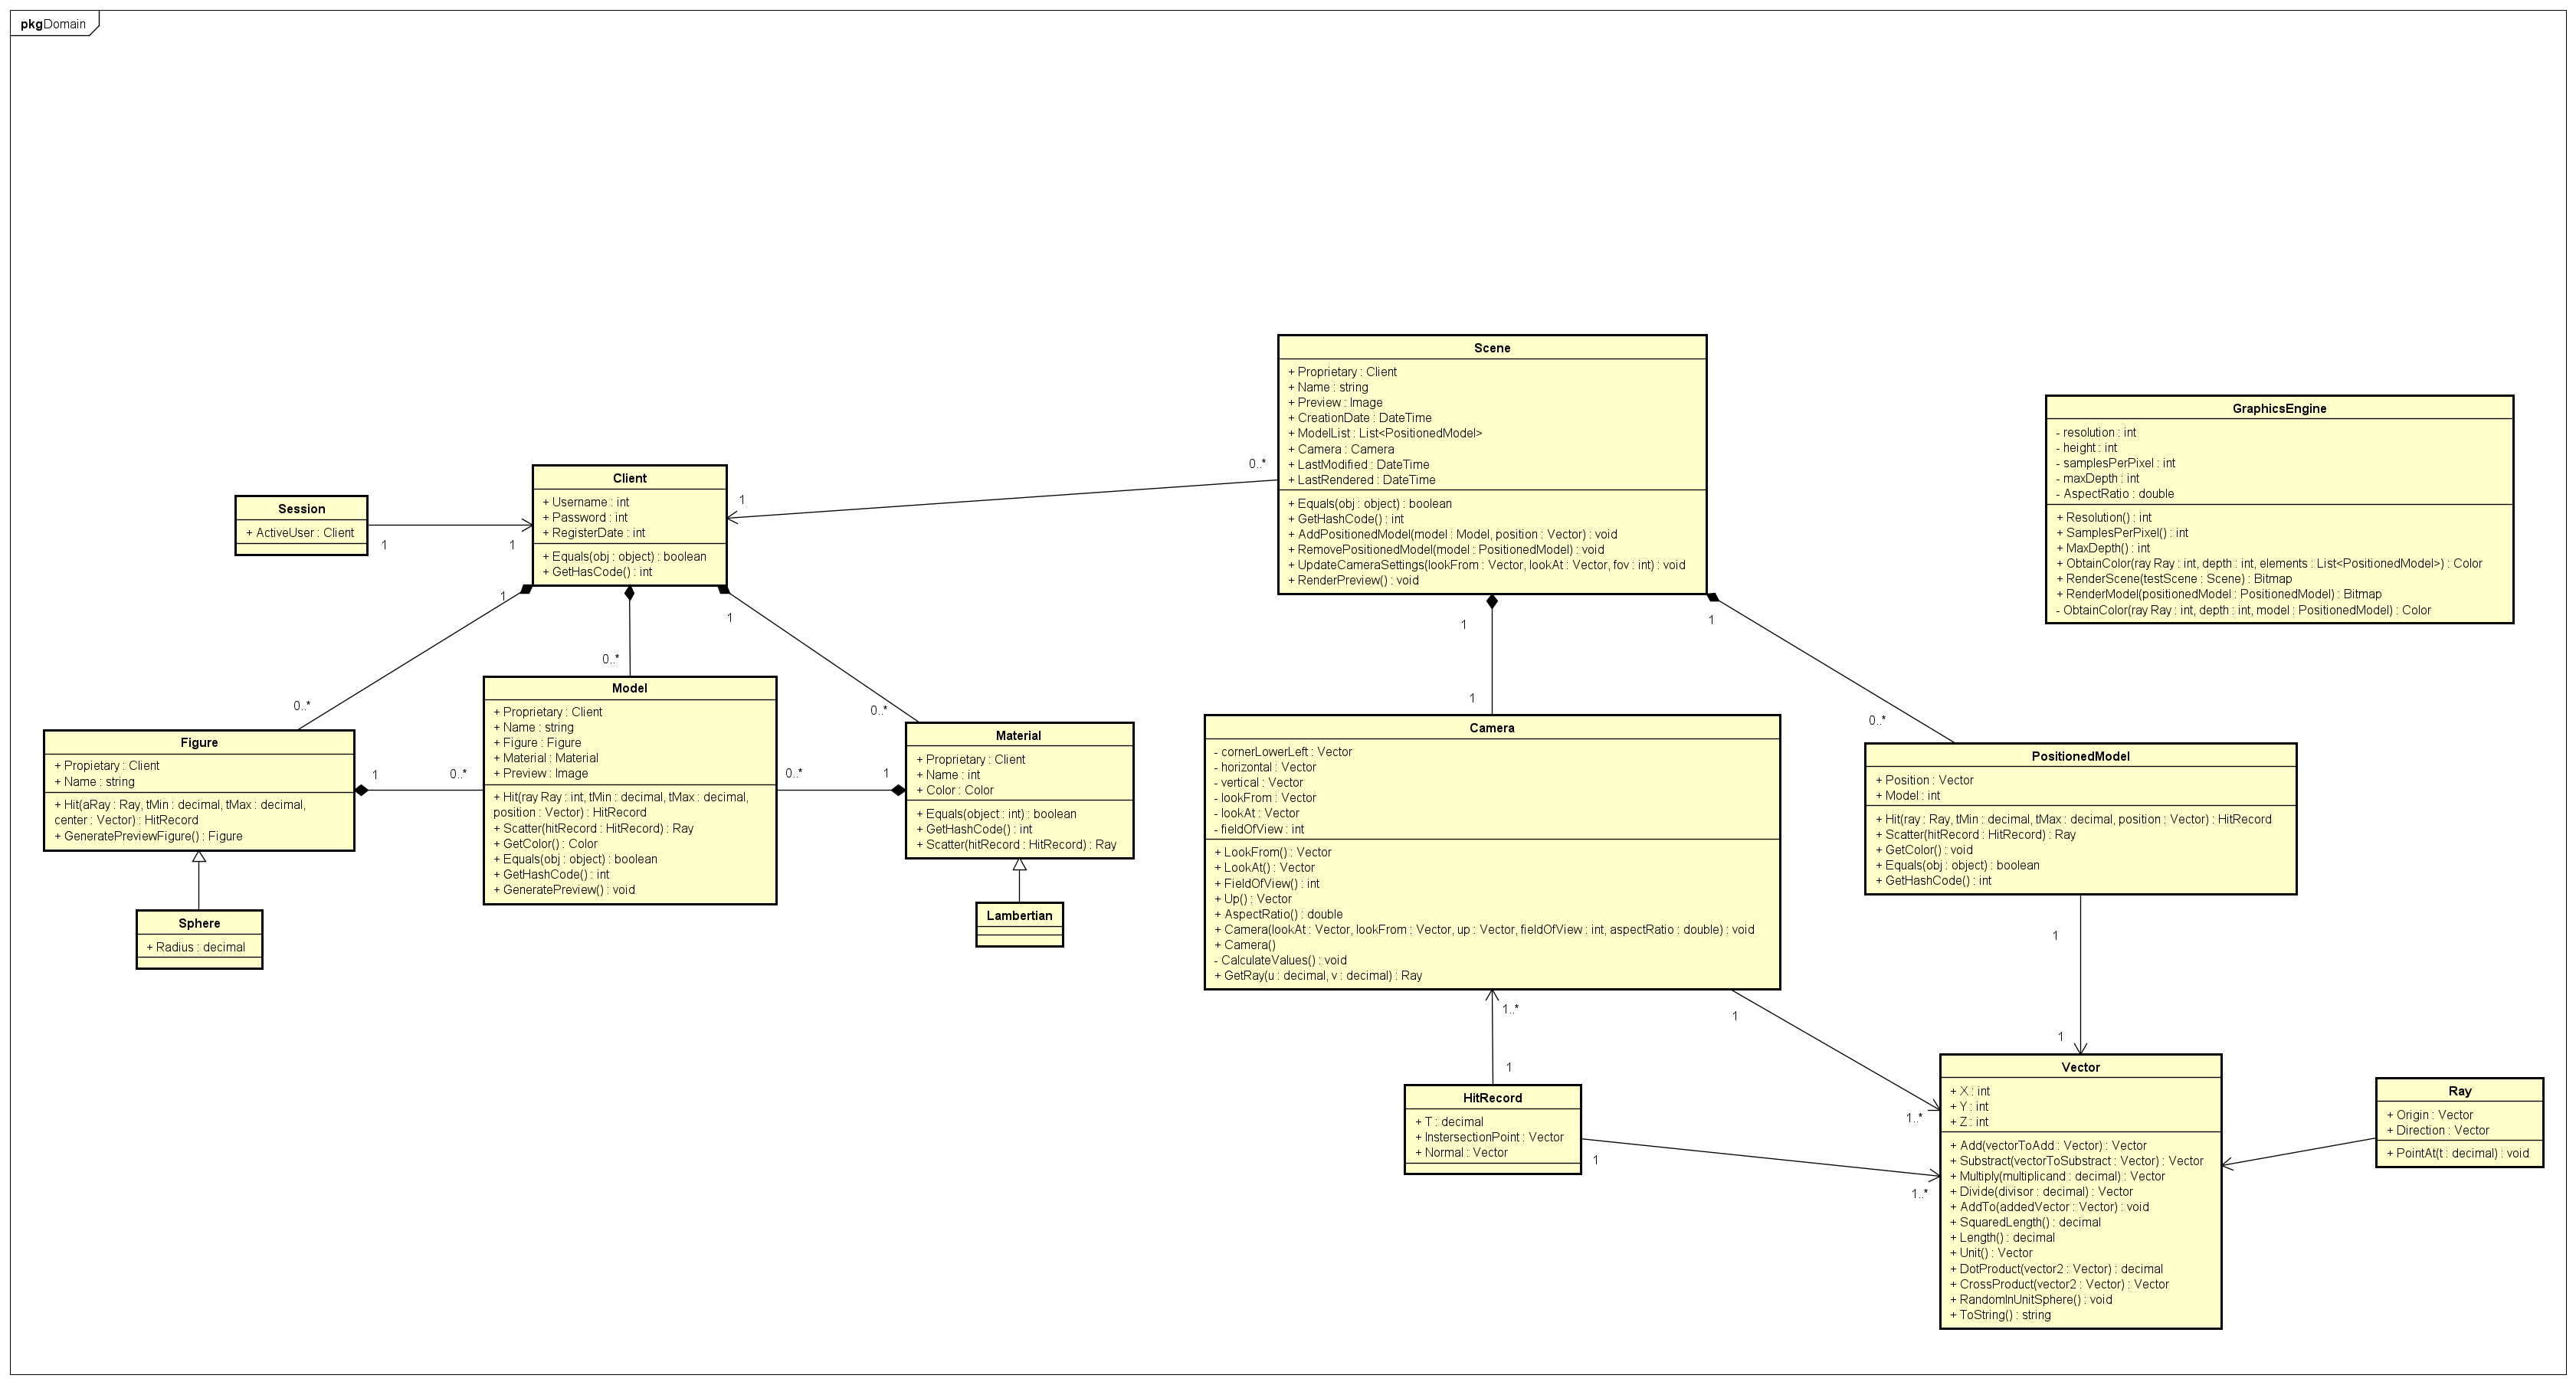 pkgDomain
Scene
+ Proprietary : Client
+ Name : string
+ Preview : Image
+ CreationDate : DateTime
+ ModelList : List<PositionedModel>
+ Camera : Camera
+ LastModified : DateTime
+ LastRendered : DateTime
+ Equals(obj : object) : boolean
+ GetHashCode() : int
+ AddPositionedModel(model : Model, position : Vector) : void
+ RemovePositionedModel(model : PositionedModel) : void
+ UpdateCameraSettings(lookFrom : Vector, lookAt : Vector, fov : int) : void
+ RenderPreview() : void
GraphicsEngine
- resolution : int
- height : int
- samplesPerPixel : int
- maxDepth : int
- AspectRatio : double
+ Resolution() : int
+ SamplesPerPixel() : int
+ MaxDepth() : int
+ ObtainColor(ray Ray : int, depth : int, elements : List<PositionedModel>) : Color
+ RenderScene(testScene : Scene) : Bitmap
+ RenderModel(positionedModel : PositionedModel) : Bitmap
- ObtainColor(ray Ray : int, depth : int, model : PositionedModel) : Color
Client
+ Username : int
+ Password : int
+ RegisterDate : int
+ Equals(obj : object) : boolean
+ GetHasCode() : int
0..*
1
Session
+ ActiveUser : Client
1
1
1
1
1
1
0..*
0..*
0..*
1
0..*
Figure
+ Propietary : Client
+ Name : string
+ Hit(aRay : Ray, tMin : decimal, tMax : decimal,
center : Vector) : HitRecord
+ GeneratePreviewFigure() : Figure
1
0..*
Model
+ Proprietary : Client
+ Name : string
+ Figure : Figure
+ Material : Material
+ Preview : Image
+ Hit(ray Ray : int, tMin : decimal, tMax : decimal,
position : Vector) : HitRecord
+ Scatter(hitRecord : HitRecord) : Ray
+ GetColor() : Color
+ Equals(obj : object) : boolean
+ GetHashCode() : int
+ GeneratePreview() : void
0..*
1
Material
+ Proprietary : Client
+ Name : int
+ Color : Color
+ Equals(object : int) : boolean
+ GetHashCode() : int
+ Scatter(hitRecord : HitRecord) : Ray
Sphere
+ Radius : decimal
Lambertian
Camera
- cornerLowerLeft : Vector
- horizontal : Vector
- vertical : Vector
- lookFrom : Vector
- lookAt : Vector
- fieldOfView : int
+ LookFrom() : Vector
+ LookAt() : Vector
+ FieldOfView() : int
+ Up() : Vector
+ AspectRatio() : double
+ Camera(lookAt : Vector, lookFrom : Vector, up : Vector, fieldOfView : int, aspectRatio : double) : void
+ Camera()
- CalculateValues() : void
+ GetRay(u : decimal, v : decimal) : Ray
PositionedModel
+ Position : Vector
+ Model : int
+ Hit(ray : Ray, tMin : decimal, tMax : decimal, position : Vector) : HitRecord
+ Scatter(hitRecord : HitRecord) : Ray
+ GetColor() : void
+ Equals(obj : object) : boolean
+ GetHashCode() : int
1
1
1..*
1
1
1..*
HitRecord
+ T : decimal
+ InstersectionPoint : Vector
+ Normal : Vector
1
1..*
Vector
+ X : int
+ Y : int
+ Z : int
+ Add(vectorToAdd : Vector) : Vector
+ Substract(vectorToSubstract : Vector) : Vector
+ Multiply(multiplicand : decimal) : Vector
+ Divide(divisor : decimal) : Vector
+ AddTo(addedVector : Vector) : void
+ SquaredLength() : decimal
+ Length() : decimal
+ Unit() : Vector
+ DotProduct(vector2 : Vector) : decimal
+ CrossProduct(vector2 : Vector) : Vector
+ RandomInUnitSphere() : void
+ ToString() : string
Ray
+ Origin : Vector
+ Direction : Vector
+ PointAt(t : decimal) : void